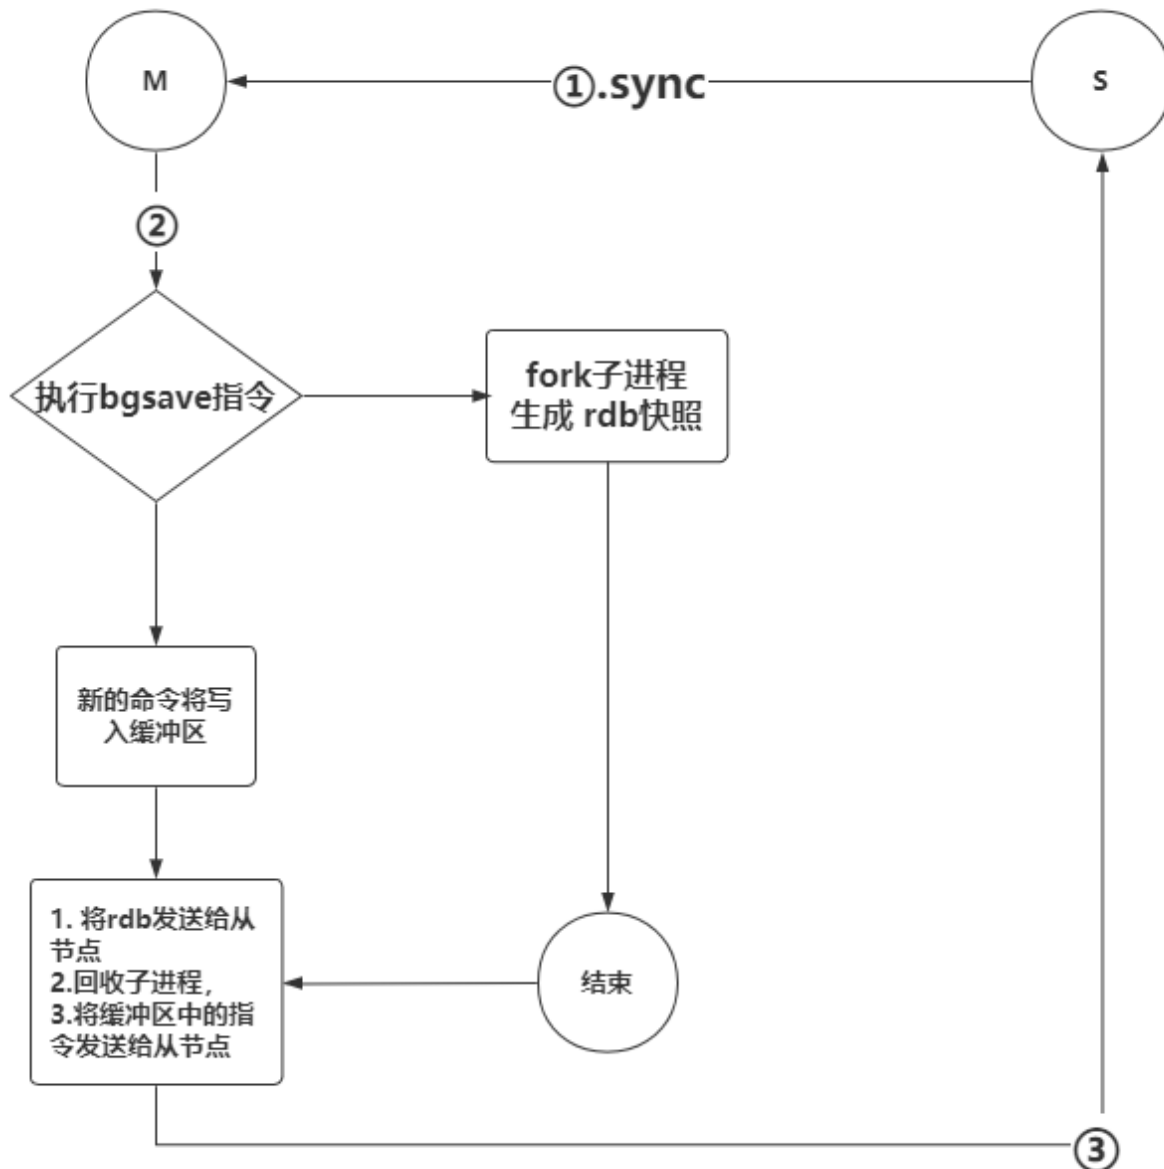 M
①.sync
S
②
执行bgsave指令
fork子进程
生成 rdb快照
新的命令将写
入缓冲区
1. 将rdb发送给从
节点
2.回收子进程，
3.将缓冲区中的指
令发送给从节点
结束
③